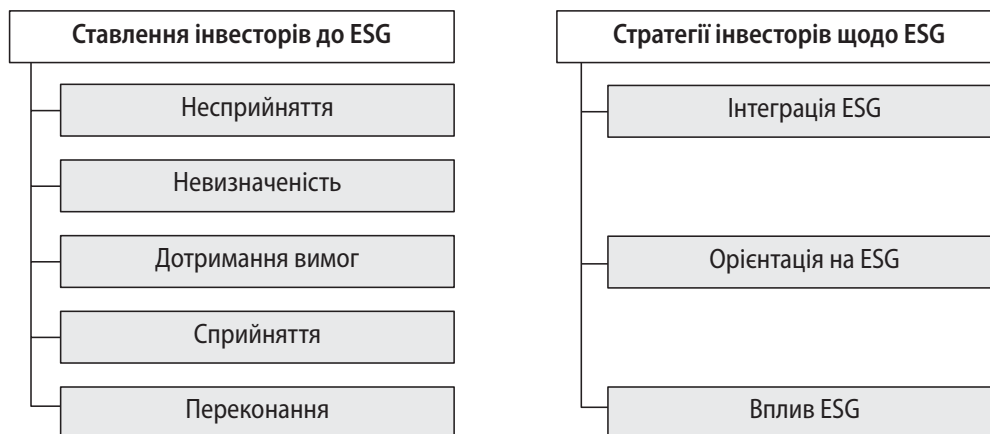 Ставлення інвесторів до ESG
Несприйняття
Невизначеність
Дотримання вимог
Сприйняття
Переконання
Стратегії інвесторів щодо ESG
Інтеграція ESG
Орієнтація на ESG
Вплив ESG